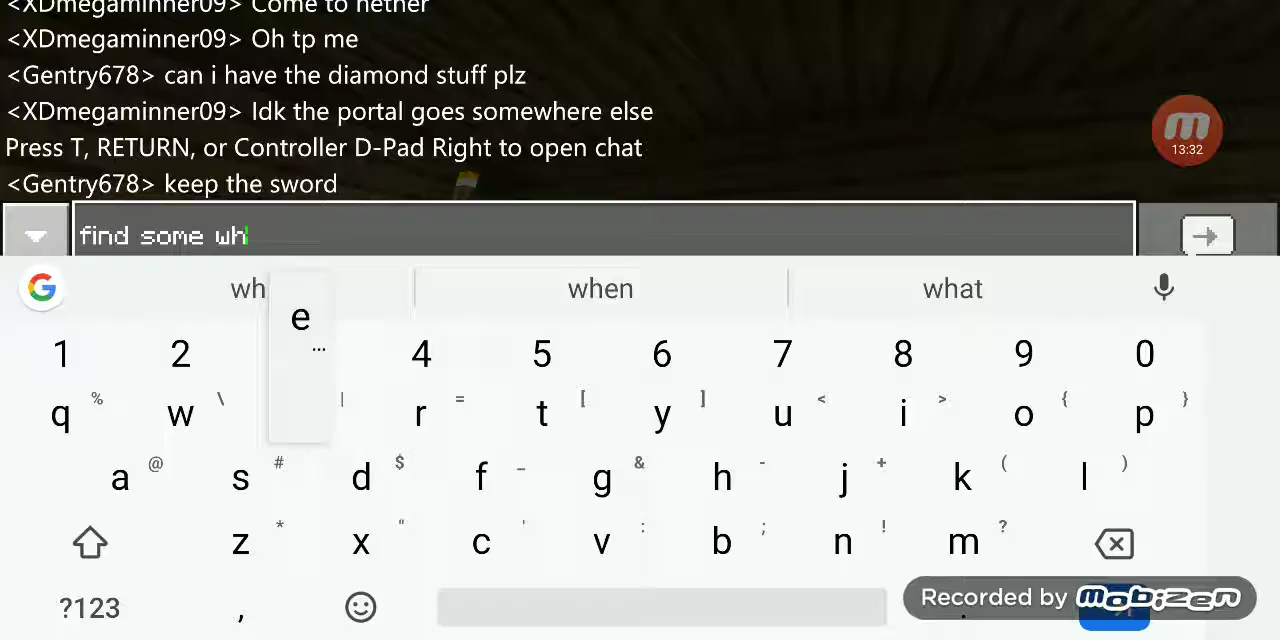 <XDmegaminner09> Come to nether
<XDmegaminner09> Oh tp me
<Gentry678> can i have the diamond stuff plz
<XDmegaminner09> Idk the portal goes somewhere else
Press T, RETURN, or Controller D-Pad Right to open chat
<Gentry678> keep the sword
13:32
find some wh
wh when what
e
...
1 2 4 5 6 7 8 9 0
% \ | = [ ] < > { }
q w r t y u i o p
@ # $ _ & - + ( )
a s d f g h j k l
* " ' : ; ! ?
z x c v b n m
?123 , .
Recorded by mobizen